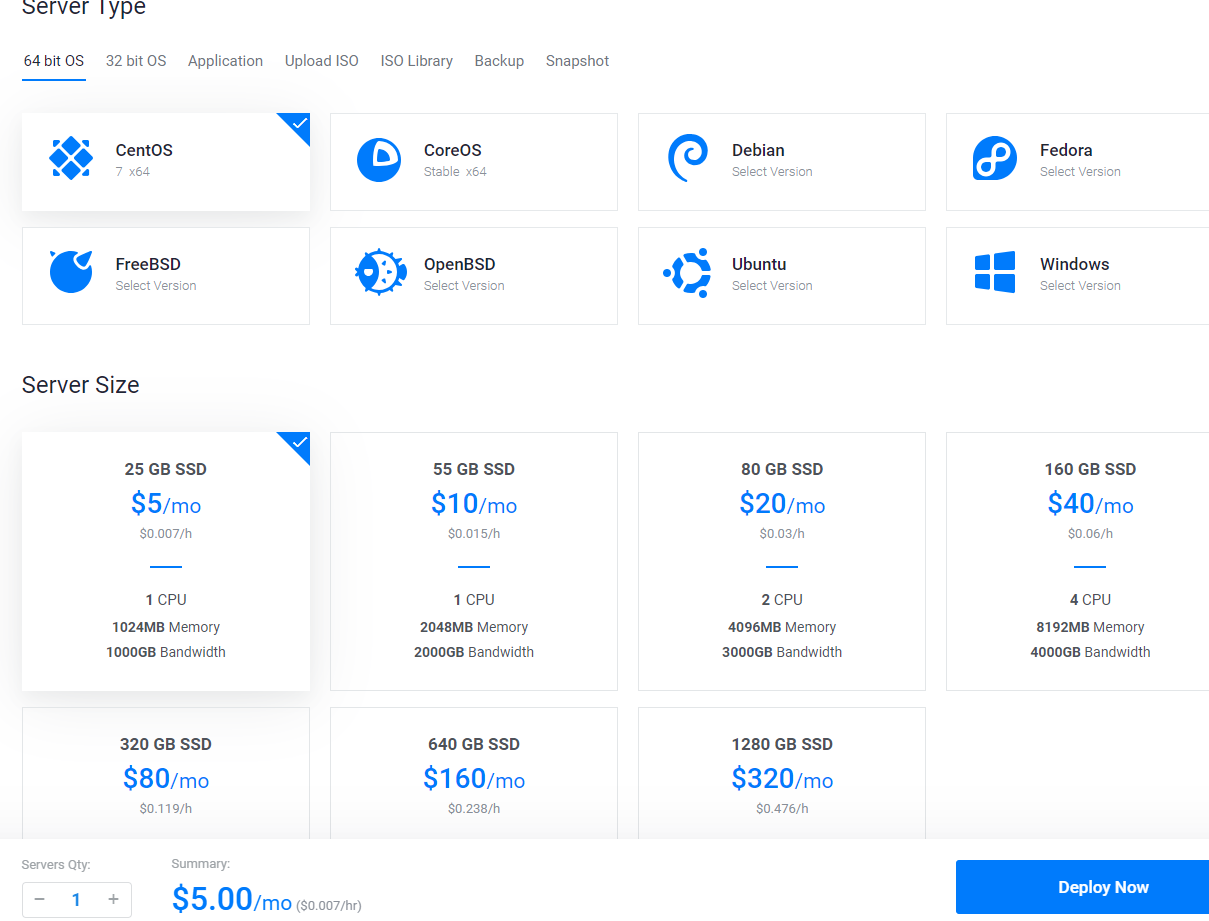 Server Type
64 bit OS 32 bit OS Application Upload ISO ISO Library Backup Snapshot
CentOS
7 x64
CoreOS
Stable x64
Debian
Select Version
Fedora
Select Version
FreeBSD
Select Version
OpenBSD
Select Version
Ubuntu
Select Version
Windows
Select Version
Server Size
25 GB SSD
$5/mo
$0.007/h
1 CPU
1024MB Memory
1000GB Bandwidth
55 GB SSD
$10/mo
$0.015/h
1 CPU
2048MB Memory
2000GB Bandwidth
80 GB SSD
$20/mo
$0.03/h
2 CPU
4096MB Memory
3000GB Bandwidth
160 GB SSD
$40/mo
$0.06/h
4 CPU
8192MB Memory
4000GB Bandwidth
320 GB SSD
$80/mo
$0.119/h
640 GB SSD
$160/mo
$0.238/h
1280 GB SSD
$320/mo
$0.476/h
Servers Qty:
− 1 +
Summary:
$5.00/mo ($0.007/hr)
Deploy Now